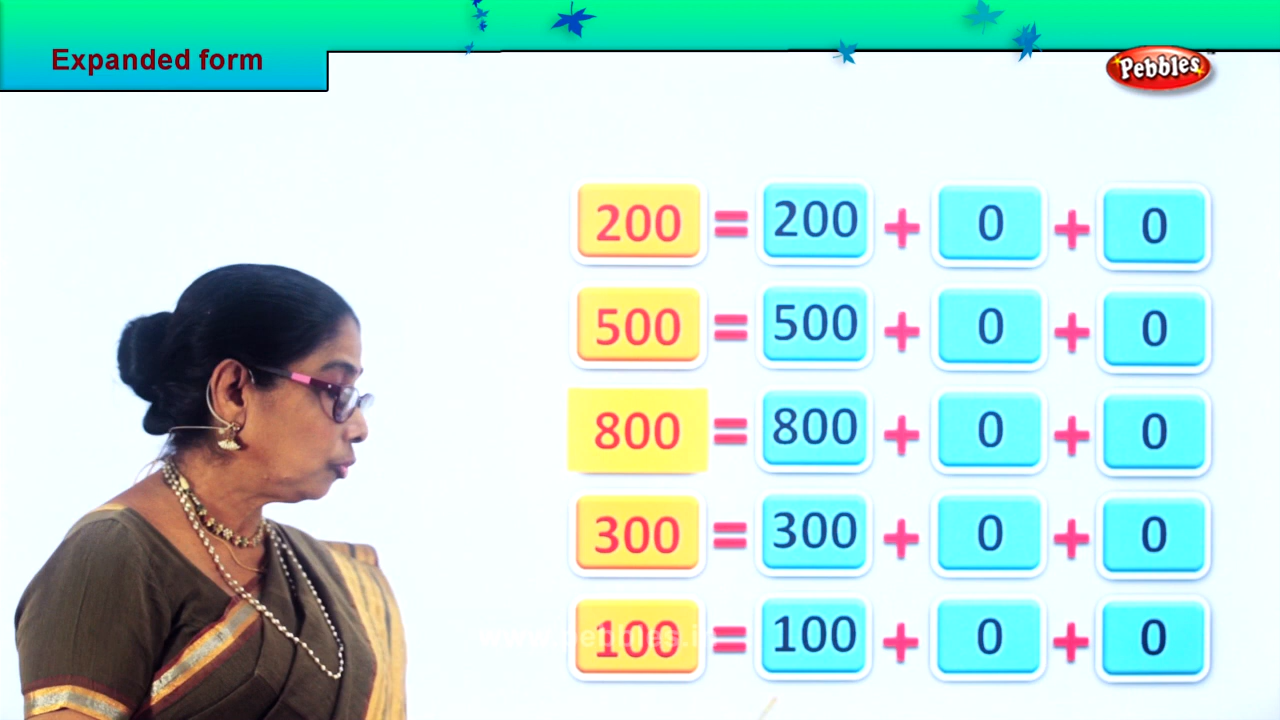 Expanded form
Pebbles
200 = 200 + 0 + 0
500 = 500 + 0 + 0
800 = 800 + 0 + 0
300 = 300 + 0 + 0
100 = 100 + 0 + 0